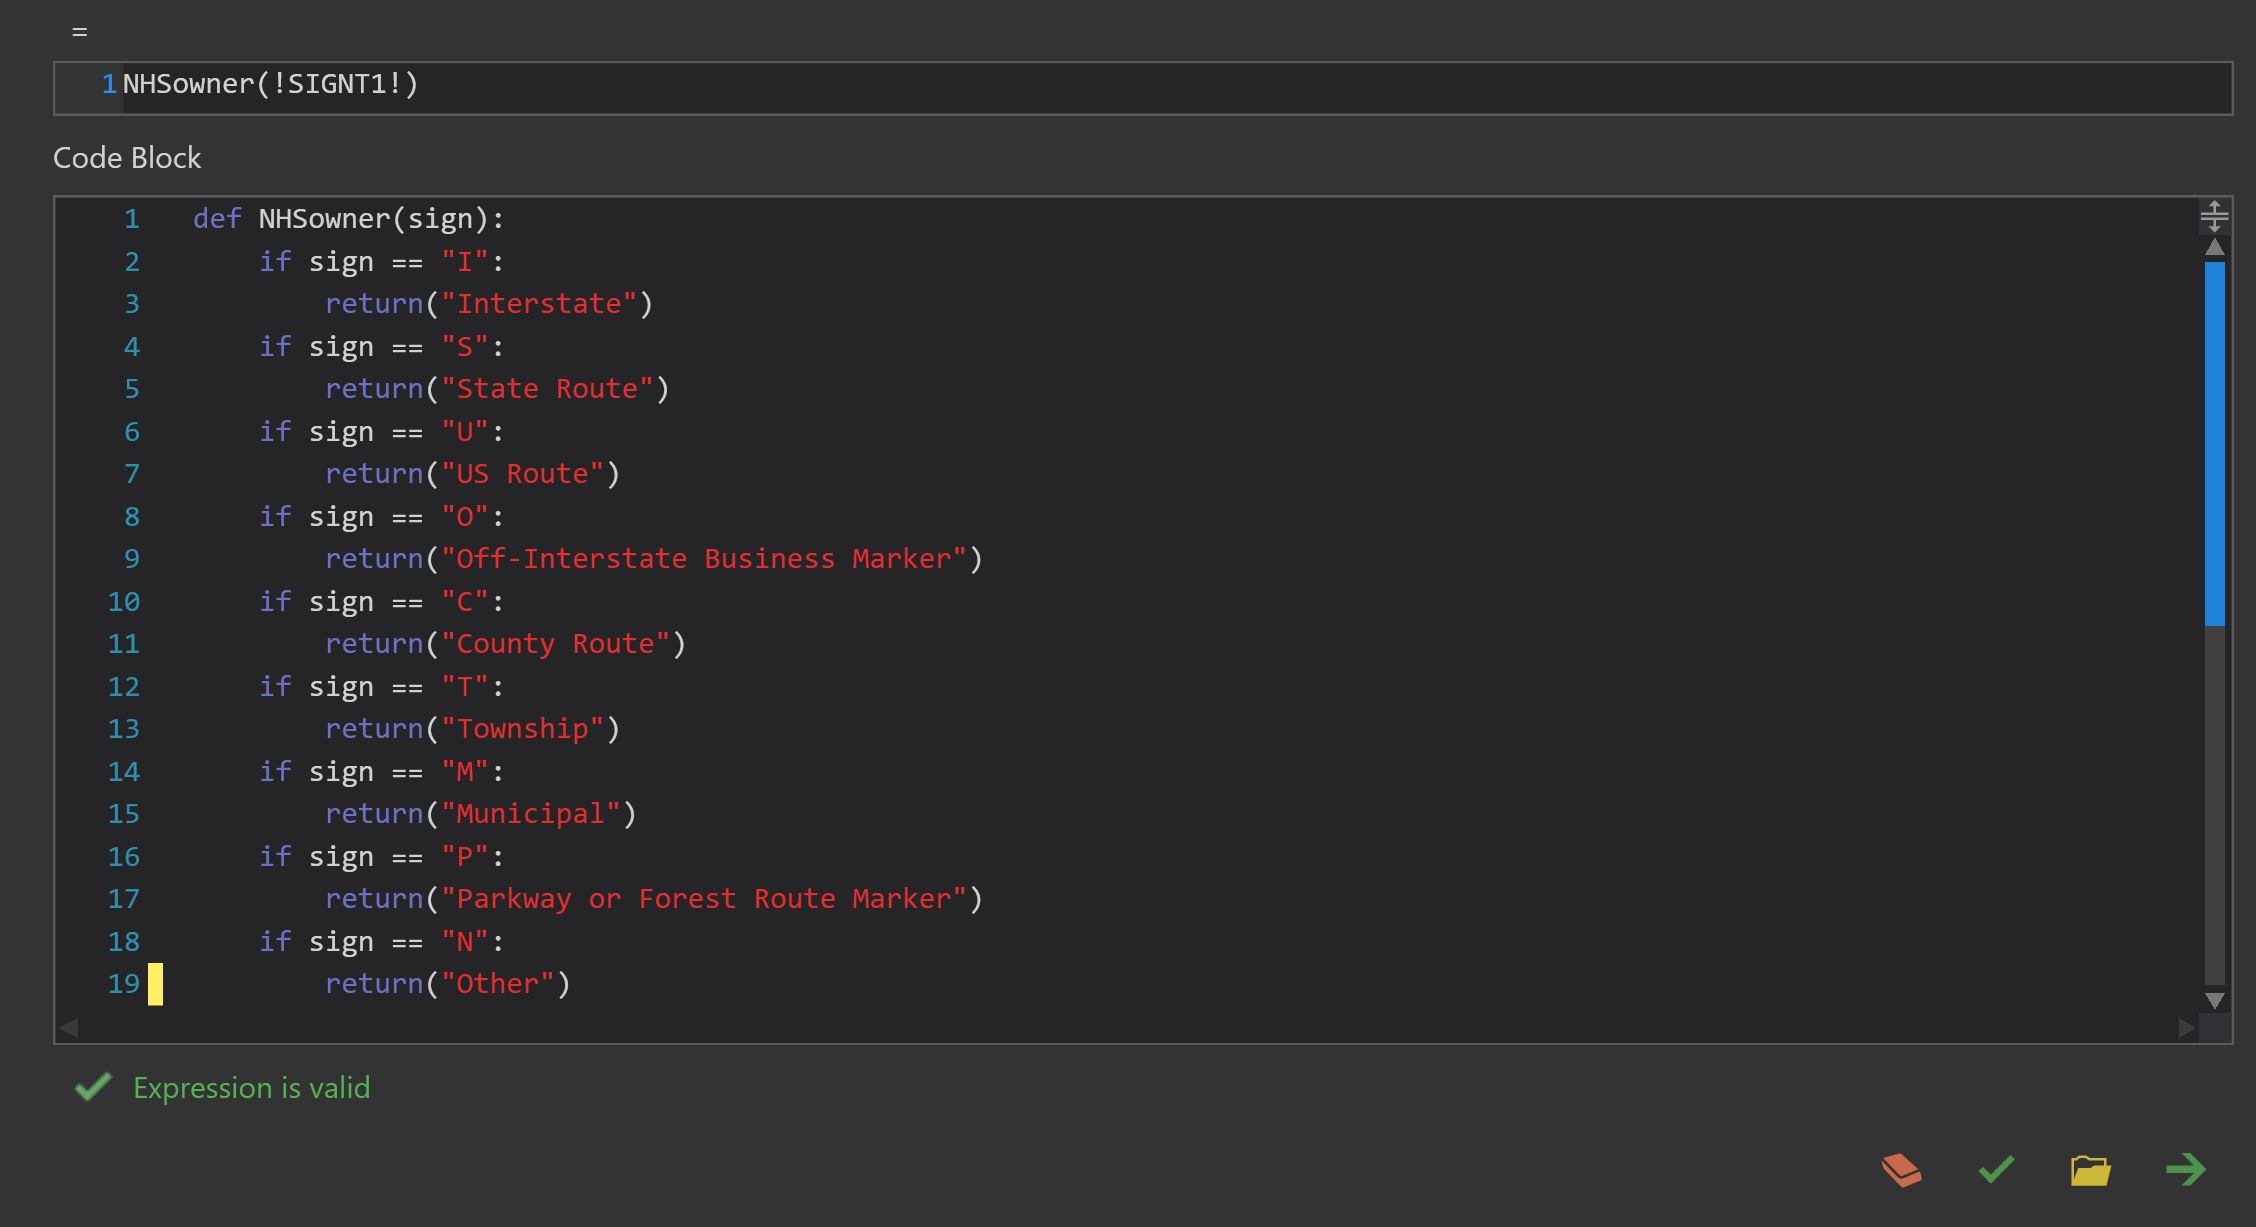 =
1 NHSowner(!SIGNT1!)
Code Block
1 def NHSowner(sign):
2     if sign == "I":
3         return("Interstate")
4     if sign == "S":
5         return("State Route")
6     if sign == "U":
7         return("US Route")
8     if sign == "O":
9         return("Off-Interstate Business Marker")
10     if sign == "C":
11         return("County Route")
12     if sign == "T":
13         return("Township")
14     if sign == "M":
15         return("Municipal")
16     if sign == "P":
17         return("Parkway or Forest Route Marker")
18     if sign == "N":
19         return("Other")
Expression is valid